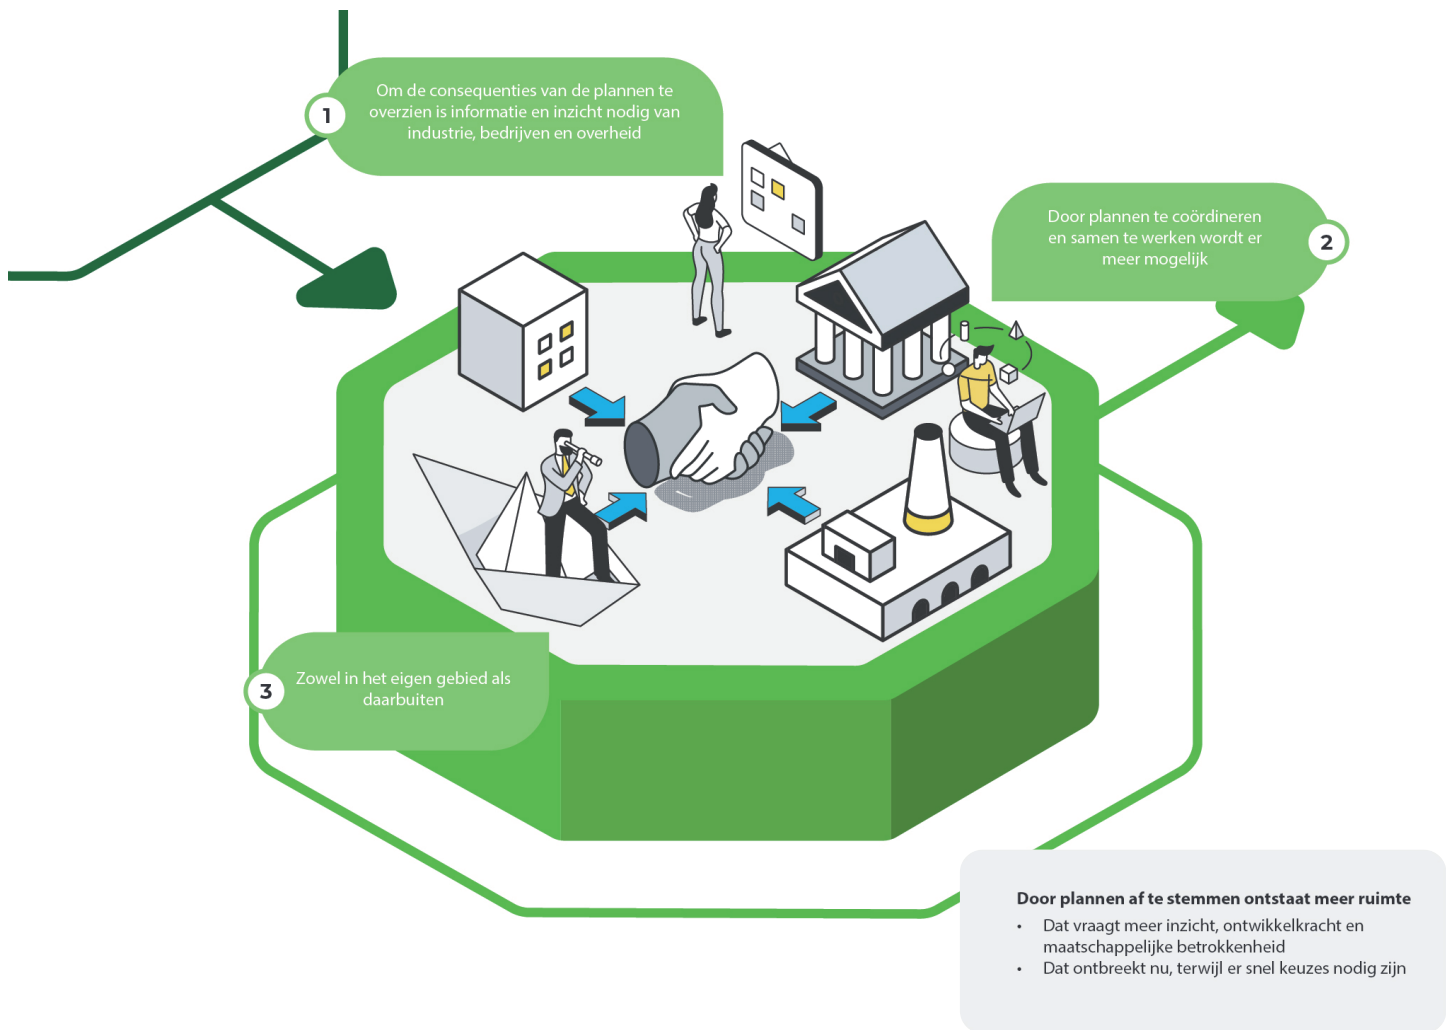 1
Om de consequenties van de plannen te
overzien is informatie en inzicht nodig van
industrie, bedrijven en overheid
Door plannen te coördineren
en samen te werken wordt er
meer mogelijk
2
3
Zowel in het eigen gebied als
daarbuiten
Door plannen af te stemmen ontstaat meer ruimte
• Dat vraagt meer inzicht, ontwikkelkracht en
maatschappelijke betrokkenheid
• Dat ontbreekt nu, terwijl er snel keuzes nodig zijn